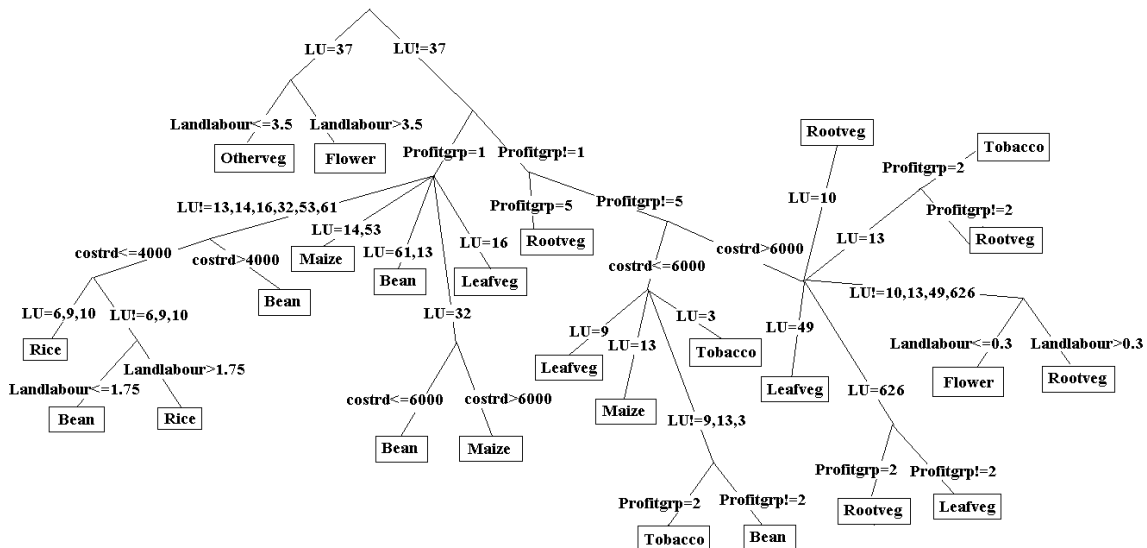 LU=37
LU!=37
Landlabour<=3.5
Landlabour>3.5
Otherveg
Flower
Profitgrp=1
Profitgrp!=1
Rootveg
Tobacco
Profitgrp=2
LU=10
Profitgrp!=2
LU!=13,14,16,32,53,61
Profitgrp=5
Profitgrp!=5
LU=14,53
LU=16
Rootveg
LU=13
Rootveg
costrd<=4000
costrd>4000
Maize
LU=61,13
costrd<=6000
costrd>6000
Bean
Leafveg
Bean
LU!=10,13,49,626
LU=6,9,10
LU!=6,9,10
LU=32
LU=9
LU=3
LU=49
Rice
LU=13
Tobacco
Landlabour<=0.3
Landlabour>0.3
Leafveg
Landlabour>1.75
Leafveg
Flower
Rootveg
Landlabour<=1.75
LU=626
Bean
Rice
costrd<=6000
costrd>6000
Maize
LU!=9,13,3
Bean
Maize
Profitgrp=2
Profitgrp!=2
Profitgrp=2
Profitgrp!=2
Rootveg
Leafveg
Tobacco
Bean